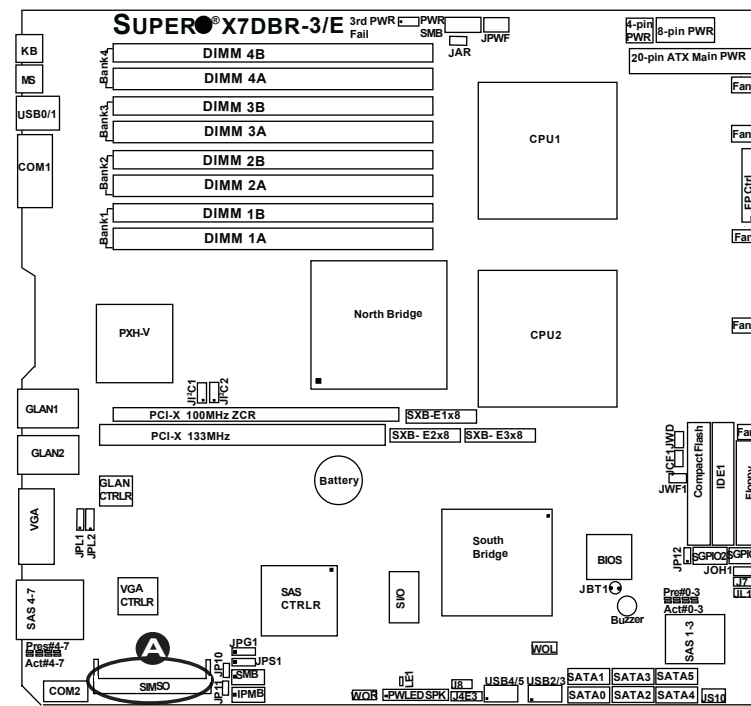 SUPER® X7DBR-3/E
3rd PWR Fail
PWR SMB
JPWF
JAR
4-pin PWR
8-pin PWR
20-pin ATX Main PWR
KB
MS
USB0/1
COM1
Bank4
DIMM 4B
DIMM 4A
Bank3
DIMM 3B
DIMM 3A
Bank2
DIMM 2B
DIMM 2A
Bank1
DIMM 1B
DIMM 1A
CPU1
Fan
Fan
FP Ctrl
Fan
Fan
North Bridge
CPU2
PXH-V
JI²C1
JI²C2
GLAN1
PCI-X 100MHz ZCR
SXB-E1x8
PCI-X 133MHz
SXB- E2x8
SXB- E3x8
GLAN2
GLAN CTRLR
Battery
JWD
JCF1
JWF1
Compact Flash
IDE1
Fan
Floppy
VGA
JPL1
JPL2
South Bridge
BIOS
JP12
SGPIO2
SGPIO
JOH1
J7
JL1
JBT1
Buzzer
Pre#0-3
Act#0-3
SAS 1-3
SAS 4-7
VGA CTRLR
SAS CTRLR
SIIO
Pres#4-7
Act#4-7
A
JPG1
JP10
JPS1
SMB
JP11
IPMB
SIMSO
COM2
WOL
LE1
WOR
PWLED SPK
J8
J4E3
USB4/5
USB2/3
SATA1
SATA3
SATA5
SATA0
SATA2
SATA4
JS10